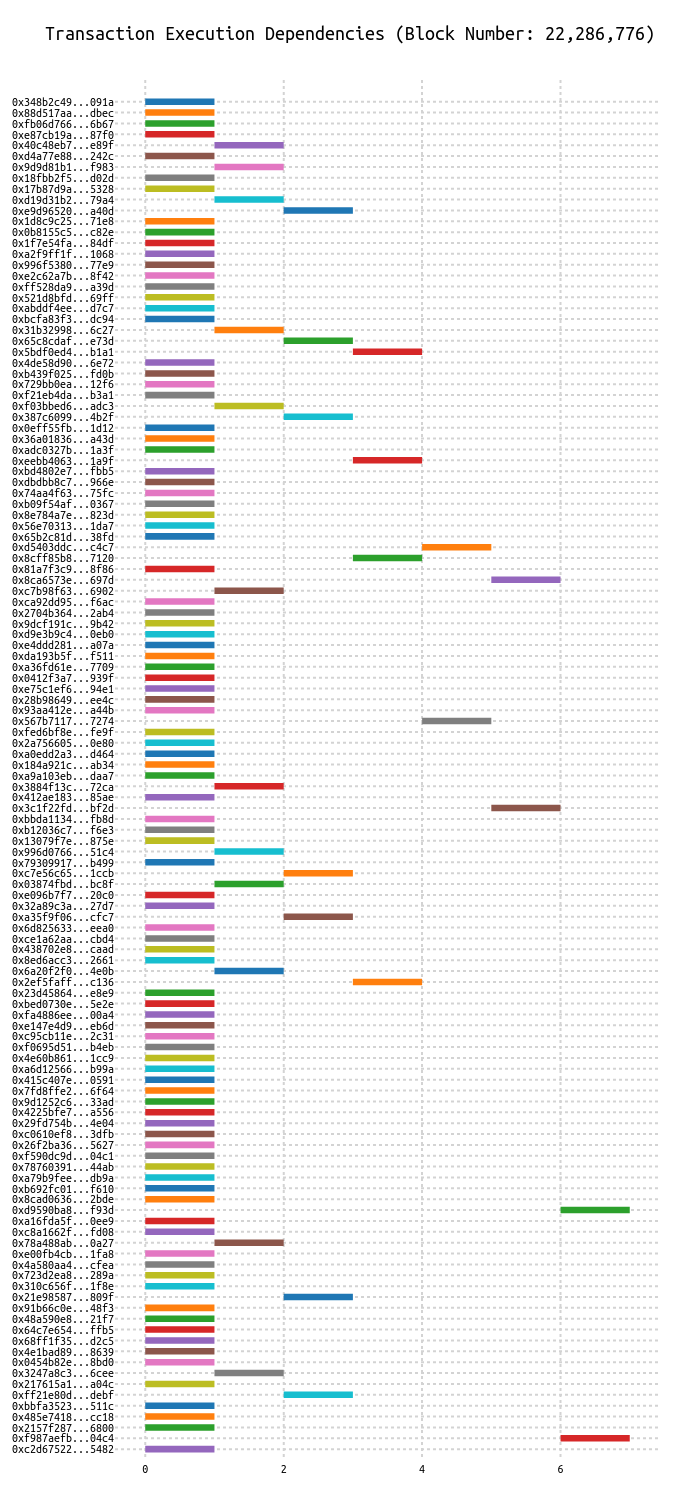 Transaction Execution Dependencies (Block Number: 22,286,776)
0x348b2c49...091a
0x88d517aa...dbec
0xfb06d766...6b67
0xe87cb19a...87f0
0x40c48eb7...e89f
0xd4a77e88...242c
0x9d9d81b1...f983
0x18fbb2f5...d02d
0x17b87d9a...5328
0xd19d31b2...79a4
0xe9d96520...a40d
0x1d8c9c25...71e8
0x0b8155c5...c82e
0x1f7e54fa...84df
0xa2f9ff1f...1068
0x996f5380...77e9
0xe2c62a7b...8f42
0xff528da9...a39d
0x521d8bfd...69ff
0xabddf4ee...d7c7
0xbcfa83f3...dc94
0x31b32998...6c27
0x65c8cdaf...e73d
0x5bdf0ed4...b1a1
0x4de58d90...6e72
0xb439f025...fd0b
0x729bb0ea...12f6
0xf21eb4da...b3a1
0xf03bbed6...adc3
0x387c6099...4b2f
0x0eff55fb...1d12
0x36a01836...a43d
0xadc0327b...1a3f
0xeebb4063...1a9f
0xbd4802e7...fbb5
0xdbdbb8c7...966e
0x74aa4f63...75fc
0xb09f54af...0367
0x8e784a7e...823d
0x56e70313...1da7
0x65b2c81d...38fd
0xd5403ddc...c4c7
0x8cff85b8...7120
0x81a7f3c9...8f86
0x8ca6573e...697d
0xc7b98f63...6902
0xca92dd95...f6ac
0x2704b364...2ab4
0x9dcf191c...9b42
0xd9e3b9c4...0eb0
0xe4ddd281...a07a
0xda193b5f...f511
0xa36fd61e...7709
0x0412f3a7...939f
0xe75c1ef6...94e1
0x28b98649...ee4c
0x93aa412e...a44b
0x567b7117...7274
0xfed6bf8e...fe9f
0x2a756605...0e80
0xa0edd2a3...d464
0x184a921c...ab34
0xa9a103eb...daa7
0x3884f13c...72ca
0x412ae183...85ae
0x3c1f22fd...bf2d
0xbbda1134...fb8d
0xb12036c7...f6e3
0x13079f7e...875e
0x996d0766...51c4
0x79309917...b499
0xc7e56c65...1ccb
0x03874fbd...bc8f
0xe096b7f7...20c0
0x32a89c3a...27d7
0xa35f9f06...cfc7
0x6d825633...eea0
0xce1a62aa...cbd4
0x438702e8...caad
0x8ed6acc3...2661
0x6a20f2f0...4e0b
0x2ef5faff...c136
0x23d45864...e8e9
0xbed0730e...5e2e
0xfa4886ee...00a4
0xe147e4d9...eb6d
0xc95cb11e...2c31
0xf0695d51...b4eb
0x4e60b861...1cc9
0xa6d12566...b99a
0x415c407e...0591
0x7fd8ffe2...6f64
0x9d1252c6...33ad
0x4225bfe7...a556
0x29fd754b...4e04
0xc0610ef8...3dfb
0x26f2ba36...5627
0xf590dc9d...04c1
0x78760391...44ab
0xa79b9fee...db9a
0xb692fc01...f610
0x8cad0636...2bde
0xd9590ba8...f93d
0xa16fda5f...0ee9
0xc8a1662f...fd08
0x78a488ab...0a27
0xe00fb4cb...1fa8
0x4a580aa4...cfea
0x723d2ea8...289a
0x310c656f...1f8e
0x21e98587...809f
0x91b66c0e...48f3
0x48a590e8...21f7
0x64c7e654...ffb5
0x68ff1f35...d2c5
0x4e1bad89...8639
0x0454b82e...8bd0
0x3247a8c3...6cee
0x217615a1...a04c
0xff21e80d...debf
0xbbfa3523...511c
0x485e7418...cc18
0x2157f287...6800
0xf987aefb...04c4
0xc2d67522...5482
0 2 4 6